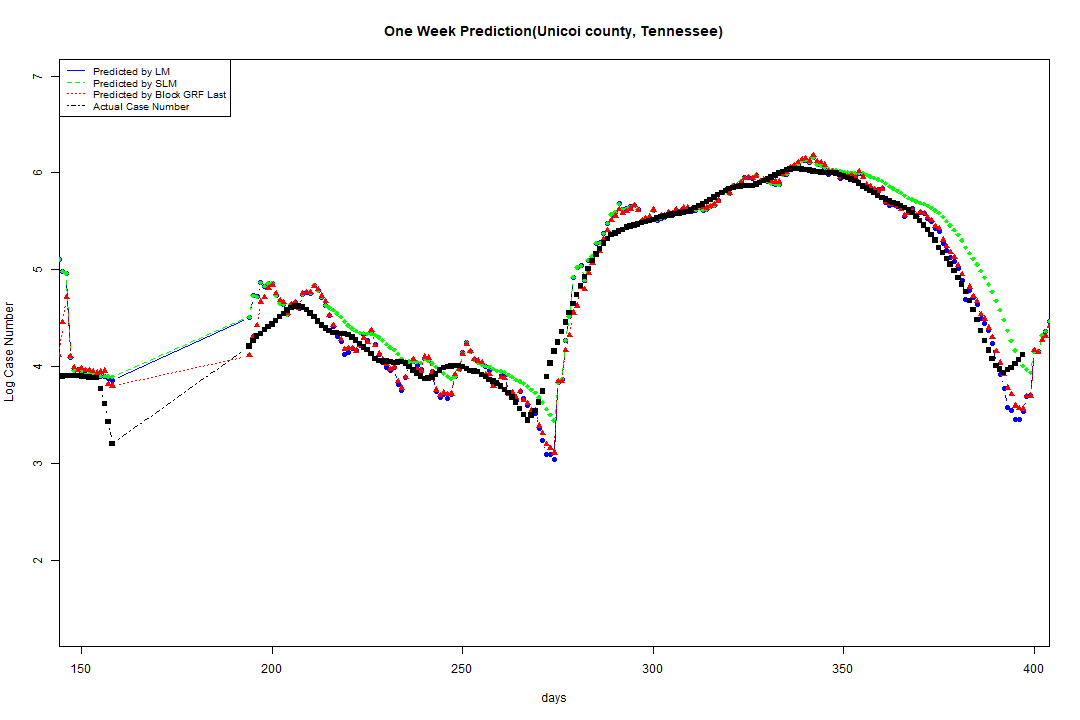 One Week Prediction(Unicoi county, Tennessee)
Predicted by LM
Predicted by SLM
Predicted by Block GRF Last
Actual Case Number
7
6
5
4
3
2
Log Case Number
150 200 250 300 350 400
days